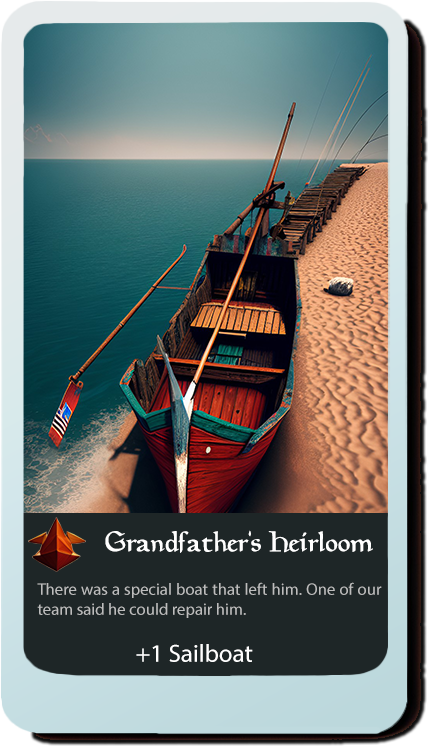 Grandfather's Heirloom
There was a special boat that left him. One of our
team said he could repair him.
+1 Sailboat